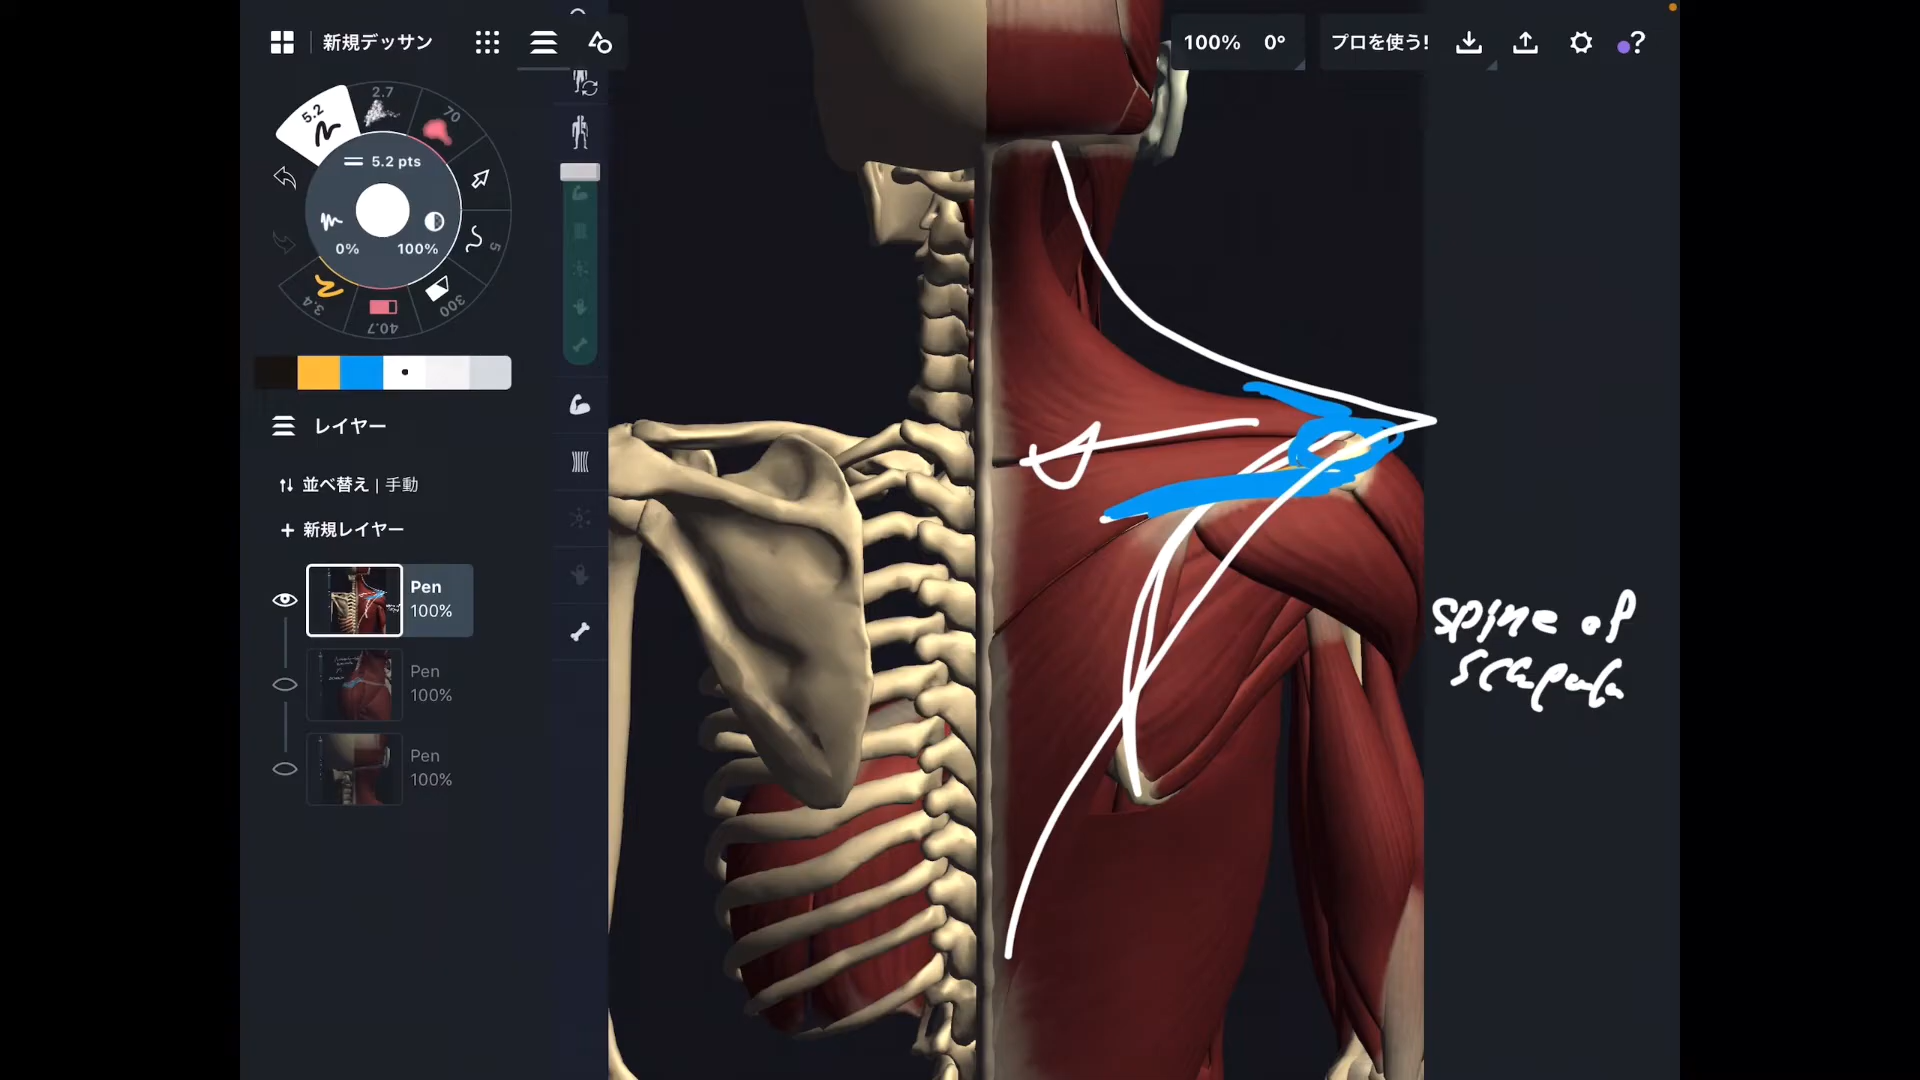 新規デッサン
100% 0° プロを使う! ?
2.7
5.2
70
5.2 pts
5
0% 100%
3.4
300
40.7
レイヤー
並べ替え | 手動
+ 新規レイヤー
Pen
100%
Pen
100%
Pen
100%
spine of
scapula